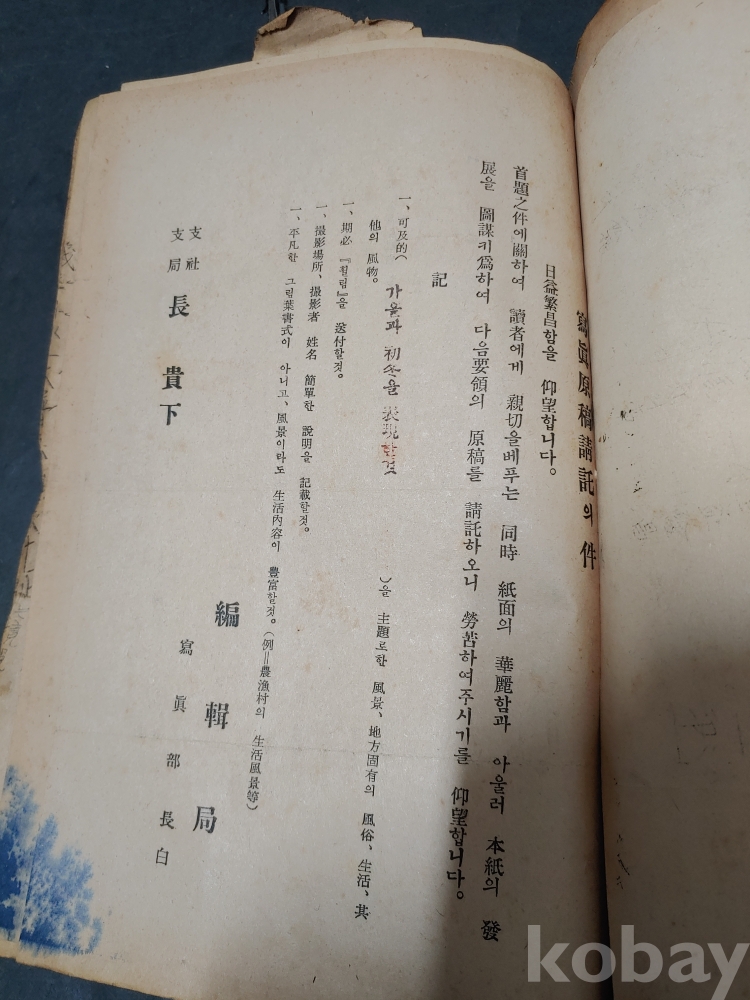 寫眞原稿請託의 件
日益繁昌함을 仰望합니다。
首題之件에關하여 讀者에게 親切을베푸는 同時 紙面의 華麗함과 아울러 本紙의 發
展을 圖謀키爲하여 다음要領의 原稿를 請託하오니 勞苦하여주시기를 仰望합니다。
記
一、可及的( 가을과 初冬을 表現할것 )을 主題로한 風景、地方固有의 風俗、生活、其
他의 風物。
一、期必 『휠림』을 送付할것。
一、撮影場所、撮影者 姓名 簡單한 說明을 記載할것。
一、平凡한 그림葉書式이 아니고、風景이라도 生活內容이 豊富할것。(例=農漁村의 生活風景等)
編輯局
寫眞部長白
支社
支局
長 貴下
kobay